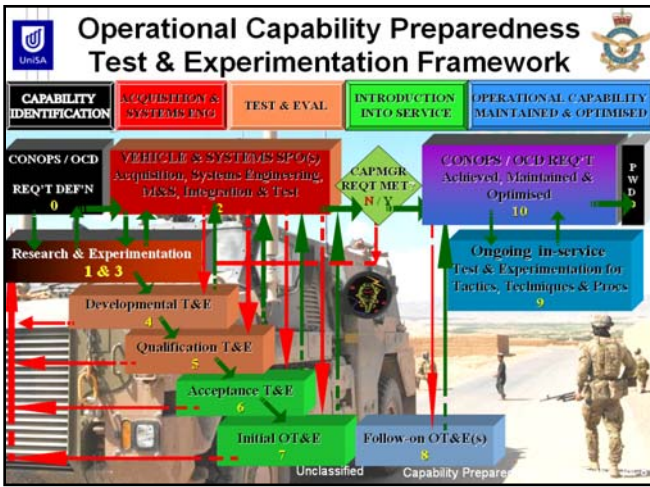 Operational Capability Preparedness
Test & Experimentation Framework
UniSA
CAPABILITY
IDENTIFICATION
ACQUISITION &
SYSTEMS ENG
TEST & EVAL
INTRODUCTION
INTO SERVICE
OPERATIONAL CAPABILITY
MAINTAINED & OPTIMISED
CONOPS / OCD
REQ'T DEF'N
0
VEHICLE & SYSTEMS SPO(s)
Acquisition, Systems Engineering,
M&S, Integration & Test
2
CAPMGR
REQT MET?
N / Y
CONOPS / OCD REQ'T
Achieved, Maintained &
Optimised
10
P
W
D
Research & Experimentation
1 & 3
Ongoing in-service
Test & Experimentation for
Tactics, Techniques & Procs
9
Developmental T&E
4
Qualification T&E
5
Acceptance T&E
6
Initial OT&E
7
Follow-on OT&E(s)
8
Unclassified
Capability